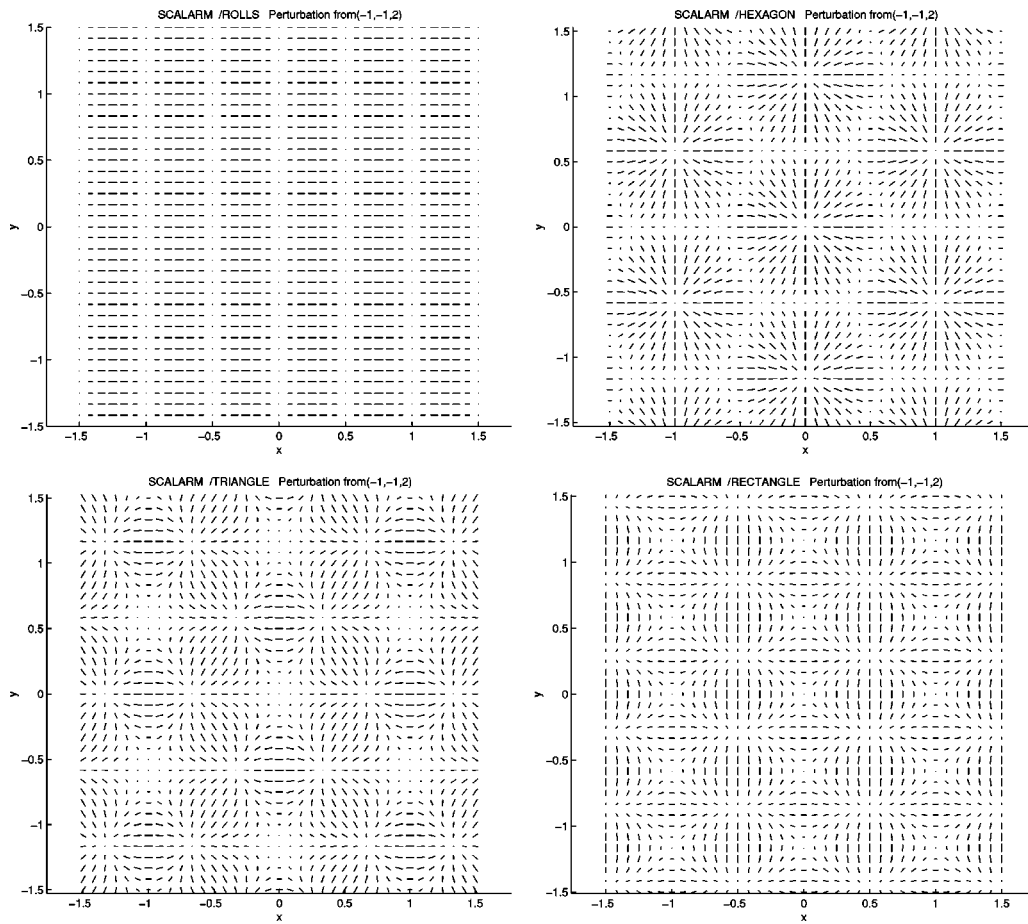 SCALARM /ROLLS Perturbation from(−1,−1,2)
1.5
1
0.5
0
−0.5
−1
−1.5
y
−1.5 −1 −0.5 0 0.5 1 1.5
x
SCALARM /HEXAGON Perturbation from(−1,−1,2)
1.5
1
0.5
0
−0.5
−1
−1.5
y
−1.5 −1 −0.5 0 0.5 1 1.5
x
SCALARM /TRIANGLE Perturbation from(−1,−1,2)
1.5
1
0.5
0
−0.5
−1
−1.5
y
−1.5 −1 −0.5 0 0.5 1 1.5
x
SCALARM /RECTANGLE Perturbation from(−1,−1,2)
1.5
1
0.5
0
−0.5
−1
−1.5
y
−1.5 −1 −0.5 0 0.5 1 1.5
x